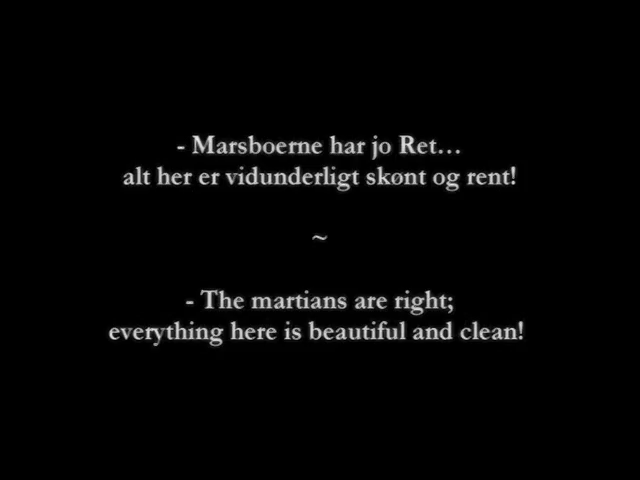 - Marsboerne har jo Ret…
alt her er vidunderligt skønt og rent!
~
- The martians are right;
everything here is beautiful and clean!